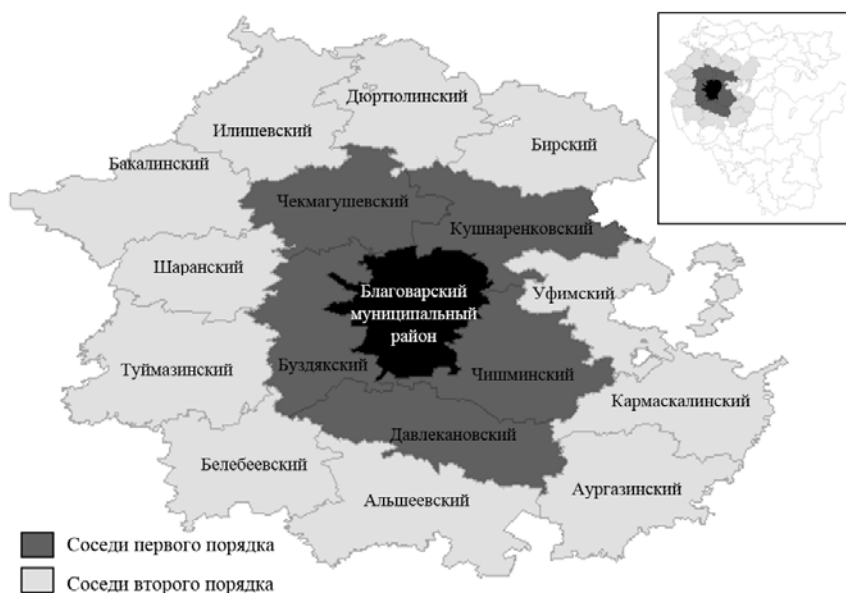 Дюртюлинский
Илишевский
Бирский
Бакалинский
Чекмагушевский
Кушнаренковский
Шаранский
Уфимский
Благоварский
муниципальный
район
Туймазинский
Буздякский
Чишминский
Кармаскалинский
Давлекановский
Белебеевский
Альшеевский
Аургазинский
Соседи первого порядка
Соседи второго порядка